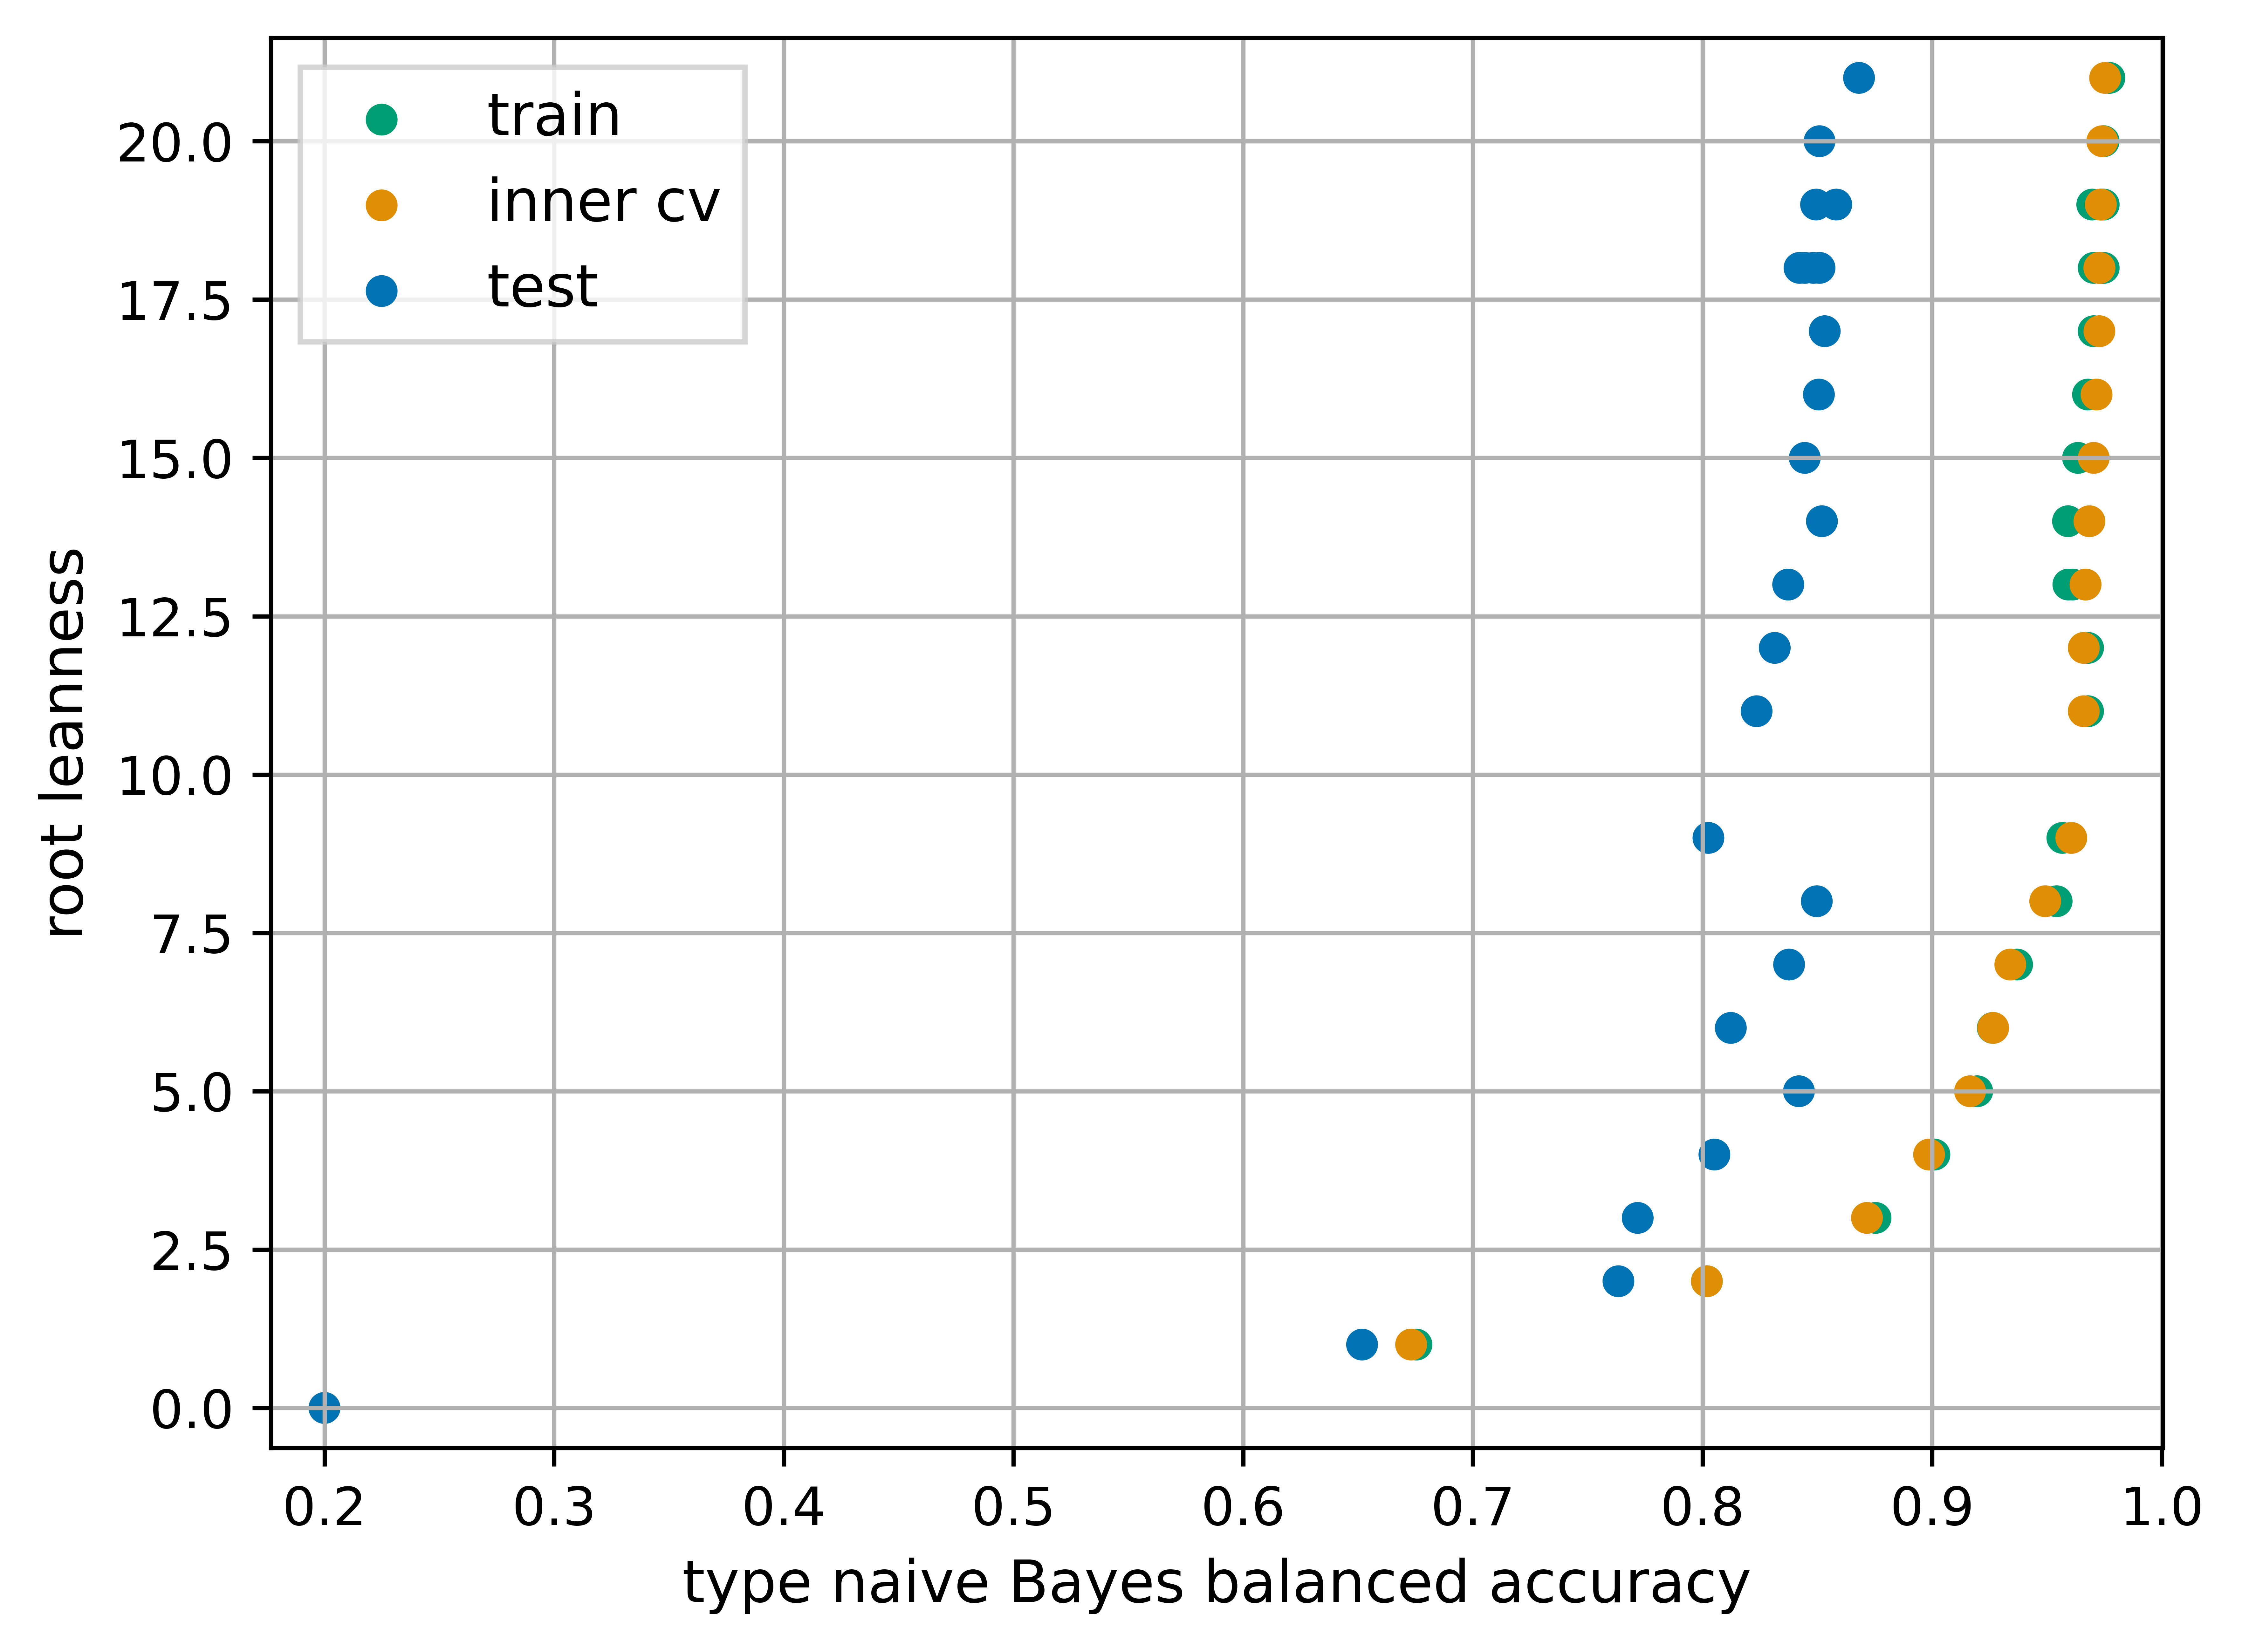 train
inner cv
test
20.0
17.5
15.0
12.5
10.0
7.5
5.0
2.5
0.0
root leanness
0.2 0.3 0.4 0.5 0.6 0.7 0.8 0.9 1.0
type naive Bayes balanced accuracy